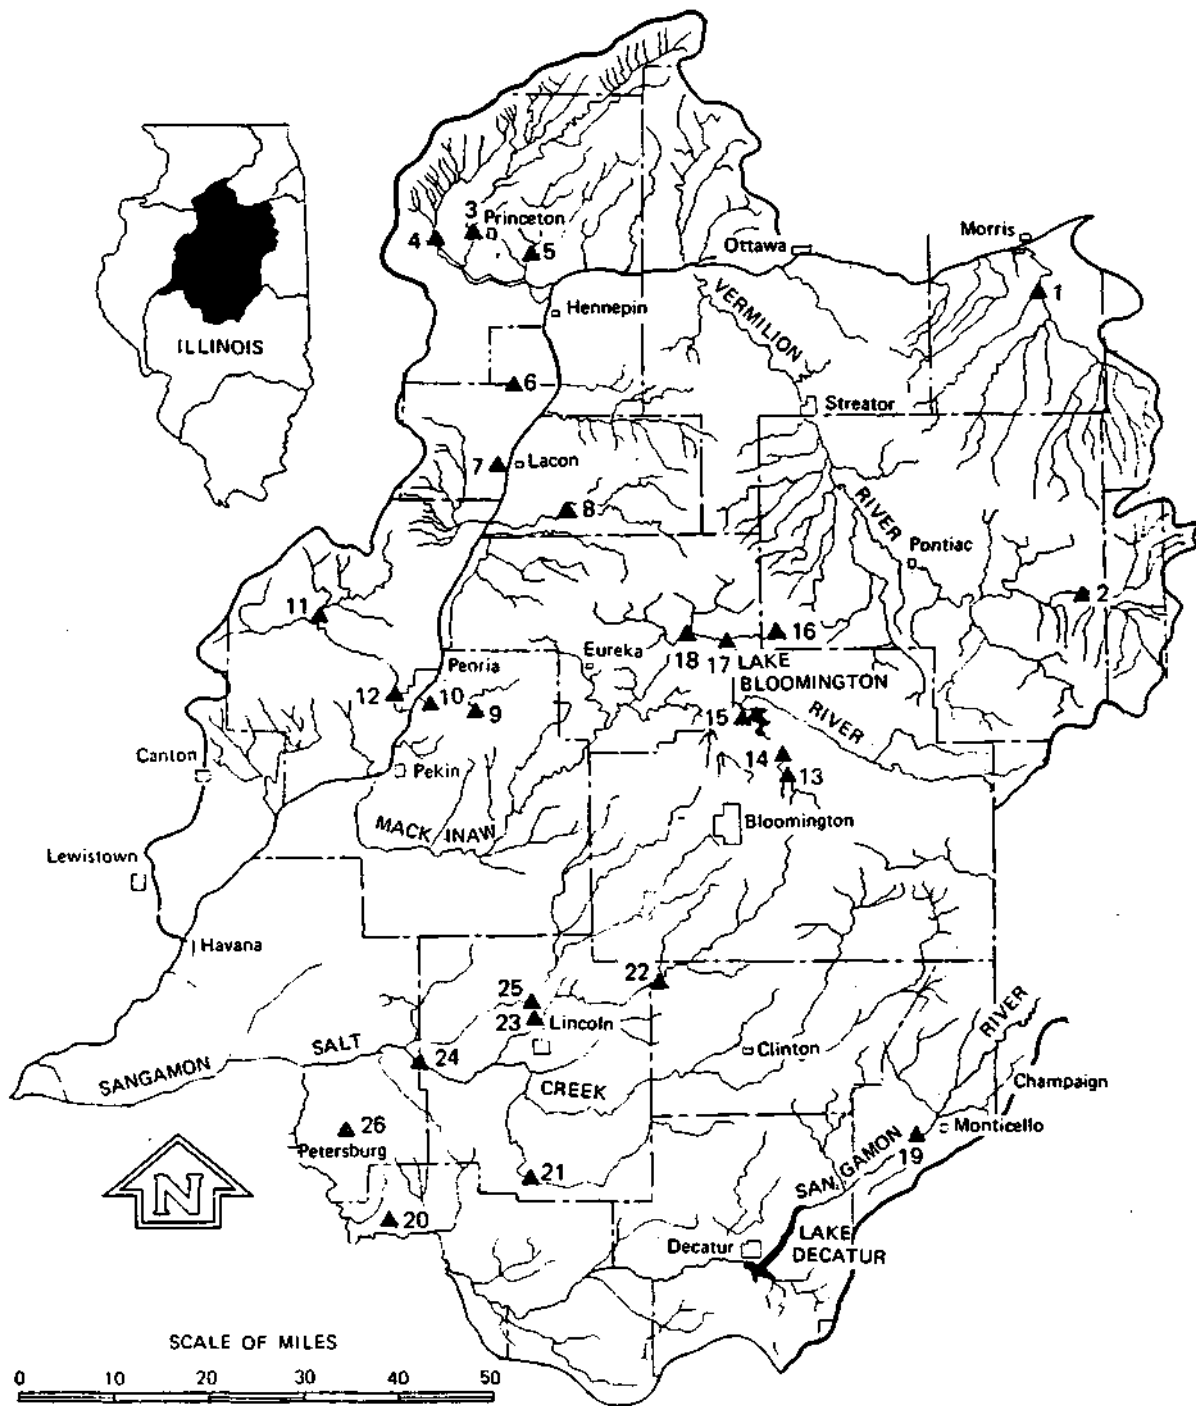 3
Princeton
4
5
Morris
Ottawa
1
Hennepin
VERMILION
ILLINOIS
6
Streator
7
Lacon
8
RIVER
Pontiac
2
11
16
Eureka
18
17
LAKE
BLOOMINGTON
Peoria
12
10
9
15
RIVER
14
13
Canton
Pekin
MACKINAW
Bloomington
Lewistown
Havana
22
25
23
Lincoln
RIVER
SALT
SANGAMON
24
Clinton
CREEK
Champaign
26
Petersburg
Monticello
19
SANGAMON
21
N
20
Decatur
LAKE
DECATUR
SCALE OF MILES
0 10 20 30 40 50